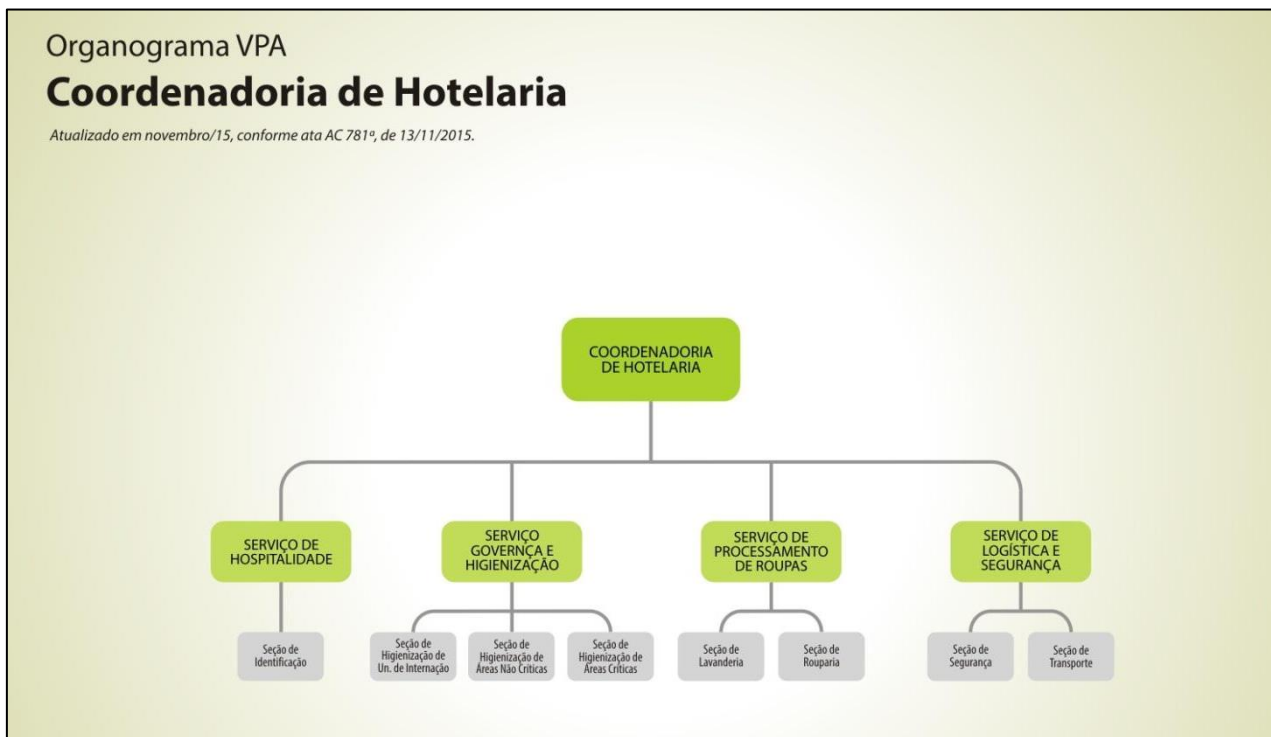 Organograma VPA
Coordenadoria de Hotelaria
Atualizado em novembro/15, conforme ata AC 781ª, de 13/11/2015.
COORDENADORIA
DE HOTELARIA
SERVIÇO DE
HOSPITALIDADE
SERVIÇO
GOVERNÇA E
HIGIENIZAÇÃO
SERVIÇO DE
PROCESSAMENTO
DE ROUPAS
SERVIÇO DE
LOGÍSTICA E
SEGURANÇA
Seção de
Identificação
Seção de
Higienização de
Un. de Internação
Seção de
Higienização de
Áreas Não Críticas
Seção de
Higienização de
Áreas Críticas
Seção de
Lavanderia
Seção de
Rouparia
Seção de
Segurança
Seção de
Transporte